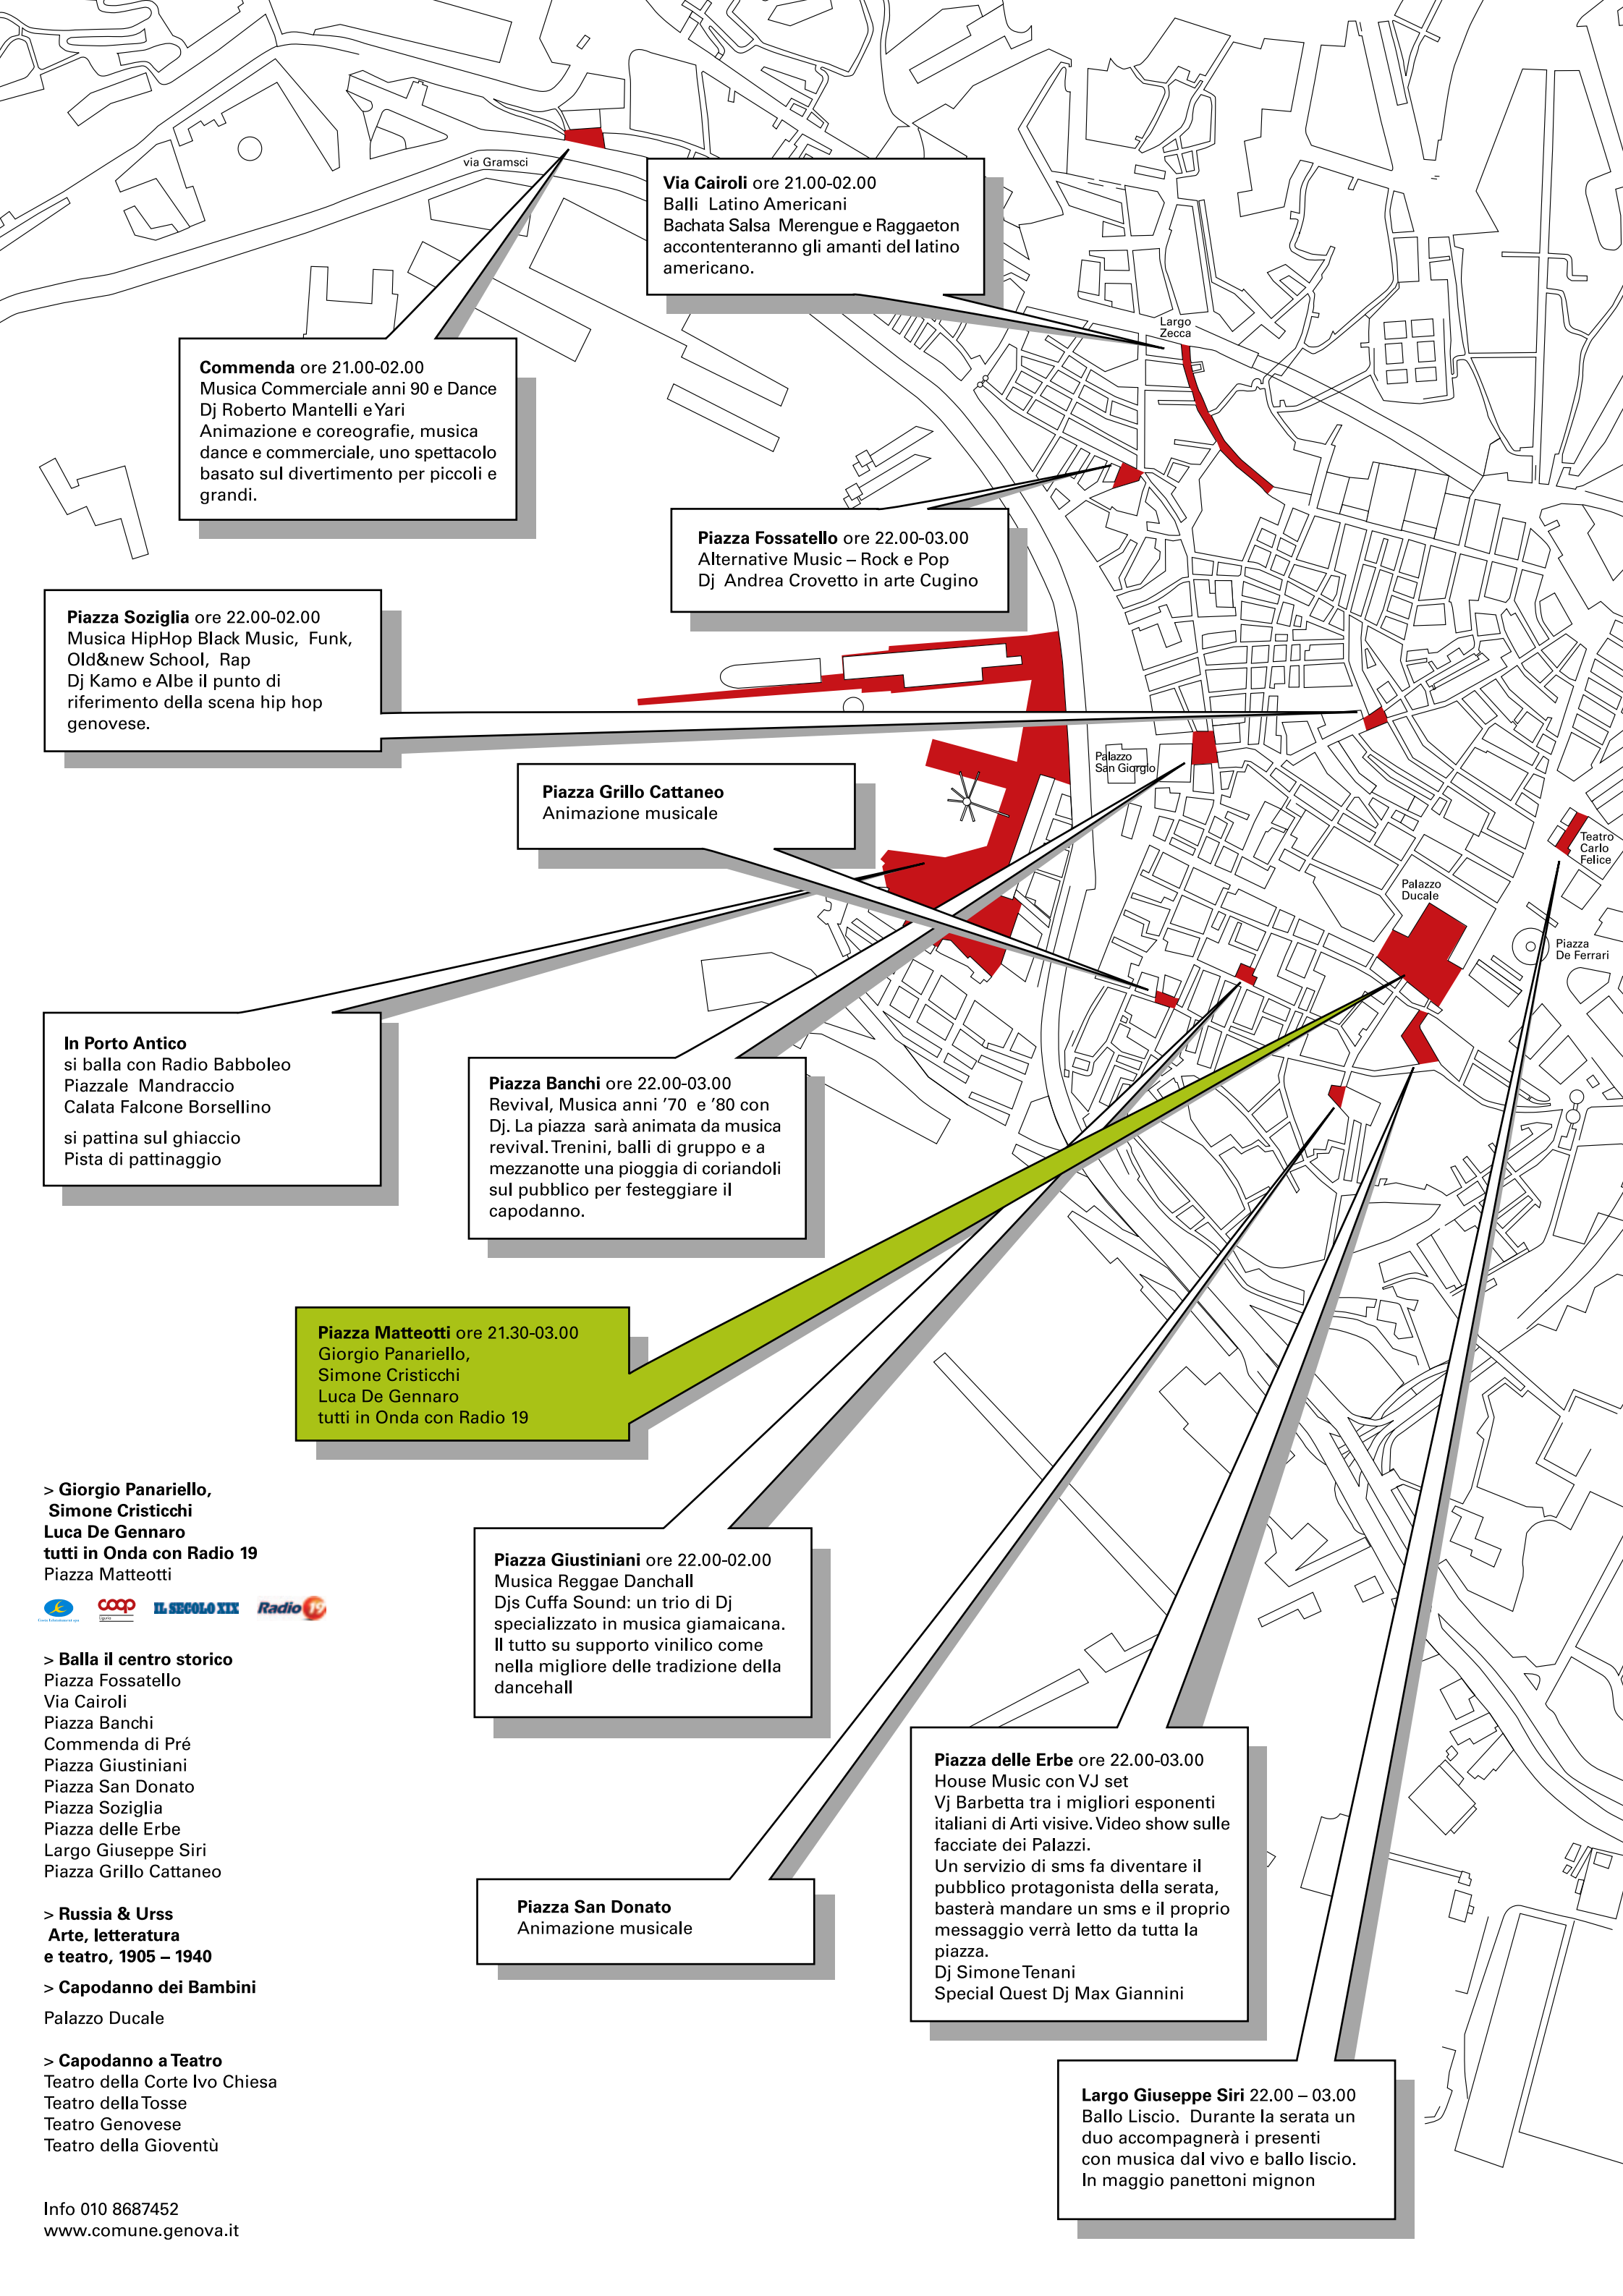 via Gramsci
Via Cairoli ore 21.00-02.00
Balli Latino Americani
Bachata Salsa Merengue e Raggaeton
accontenteranno gli amanti del latino
americano.
Largo
Zecca
Commenda ore 21.00-02.00
Musica Commerciale anni 90 e Dance
Dj Roberto Mantelli e Yari
Animazione e coreografie, musica
dance e commerciale, uno spettacolo
basato sul divertimento per piccoli e
grandi.
Piazza Fossatello ore 22.00-03.00
Alternative Music – Rock e Pop
Dj Andrea Crovetto in arte Cugino
Piazza Soziglia ore 22.00-02.00
Musica HipHop Black Music, Funk,
Old&new School, Rap
Dj Kamo e Albe il punto di
riferimento della scena hip hop
genovese.
Palazzo
San Giorgio
Piazza Grillo Cattaneo
Animazione musicale
Teatro
Carlo
Felice
Palazzo
Ducale
Piazza
De Ferrari
In Porto Antico
si balla con Radio Babboleo
Piazzale Mandraccio
Calata Falcone Borsellino
si pattina sul ghiaccio
Pista di pattinaggio
Piazza Banchi ore 22.00-03.00
Revival, Musica anni ’70 e ’80 con
Dj. La piazza sarà animata da musica
revival. Trenini, balli di gruppo e a
mezzanotte una pioggia di coriandoli
sul pubblico per festeggiare il
capodanno.
Piazza Matteotti ore 21.30-03.00
Giorgio Panariello,
Simone Cristicchi
Luca De Gennaro
tutti in Onda con Radio 19
> Giorgio Panariello,
Simone Cristicchi
Luca De Gennaro
tutti in Onda con Radio 19
Piazza Matteotti
coop
IL SECOLO XIX
Radio 19
> Balla il centro storico
Piazza Fossatello
Via Cairoli
Piazza Banchi
Commenda di Pré
Piazza Giustiniani
Piazza San Donato
Piazza Soziglia
Piazza delle Erbe
Largo Giuseppe Siri
Piazza Grillo Cattaneo
> Russia & Urss
Arte, letteratura
e teatro, 1905 – 1940
> Capodanno dei Bambini
Palazzo Ducale
> Capodanno a Teatro
Teatro della Corte Ivo Chiesa
Teatro della Tosse
Teatro Genovese
Teatro della Gioventù
Info 010 8687452
www.comune.genova.it
Piazza Giustiniani ore 22.00-02.00
Musica Reggae Danchall
Djs Cuffa Sound: un trio di Dj
specializzato in musica giamaicana.
Il tutto su supporto vinilico come
nella migliore delle tradizione della
dancehall
Piazza San Donato
Animazione musicale
Piazza delle Erbe ore 22.00-03.00
House Music con VJ set
Vj Barbetta tra i migliori esponenti
italiani di Arti visive. Video show sulle
facciate dei Palazzi.
Un servizio di sms fa diventare il
pubblico protagonista della serata,
basterà mandare un sms e il proprio
messaggio verrà letto da tutta la
piazza.
Dj Simone Tenani
Special Quest Dj Max Giannini
Largo Giuseppe Siri 22.00 – 03.00
Ballo Liscio. Durante la serata un
duo accompagnerà i presenti
con musica dal vivo e ballo liscio.
In maggio panettoni mignon